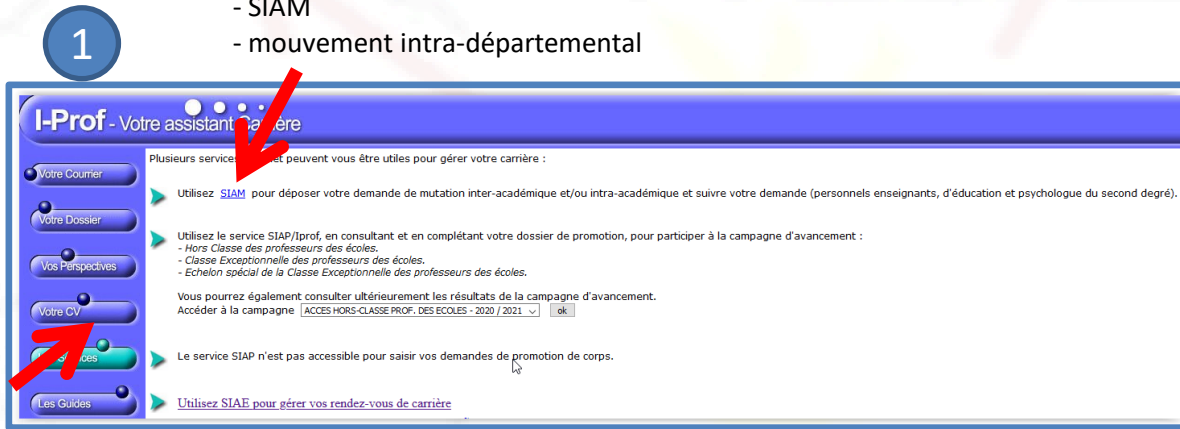 - SIAM
1
- mouvement intra-départemental
I-Prof - Votre assistant Carrière
Plusieurs services peuvent vous être utiles pour gérer votre carrière :
Votre Courrier
Utilisez SIAM pour déposer votre demande de mutation inter-académique et/ou intra-académique et suivre votre demande (personnels enseignants, d'éducation et psychologue du second degré).
Votre Dossier
Utilisez le service SIAP/Iprof, en consultant et en complétant votre dossier de promotion, pour participer à la campagne d'avancement :
- Hors Classe des professeurs des écoles.
- Classe Exceptionnelle des professeurs des écoles.
Vos Perspectives
- Echelon spécial de la Classe Exceptionnelle des professeurs des écoles.
Vous pourrez également consulter ultérieurement les résultats de la campagne d'avancement.
Votre CV
Accéder à la campagne ACCES HORS-CLASSE PROF. DES ECOLES - 2020 / 2021 ok
Le service SIAP n'est pas accessible pour saisir vos demandes de promotion de corps.
Les Guides
Utilisez SIAE pour gérer vos rendez-vous de carrière